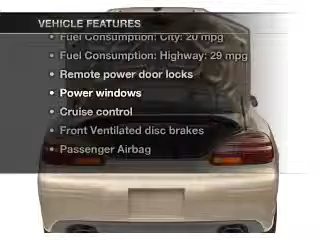 VEHICLE FEATURES
• Fuel Consumption: City: 20 mpg
• Fuel Consumption: Highway: 29 mpg
• Remote power door locks
• Power windows
• Cruise control
• Front Ventilated disc brakes
• Passenger Airbag